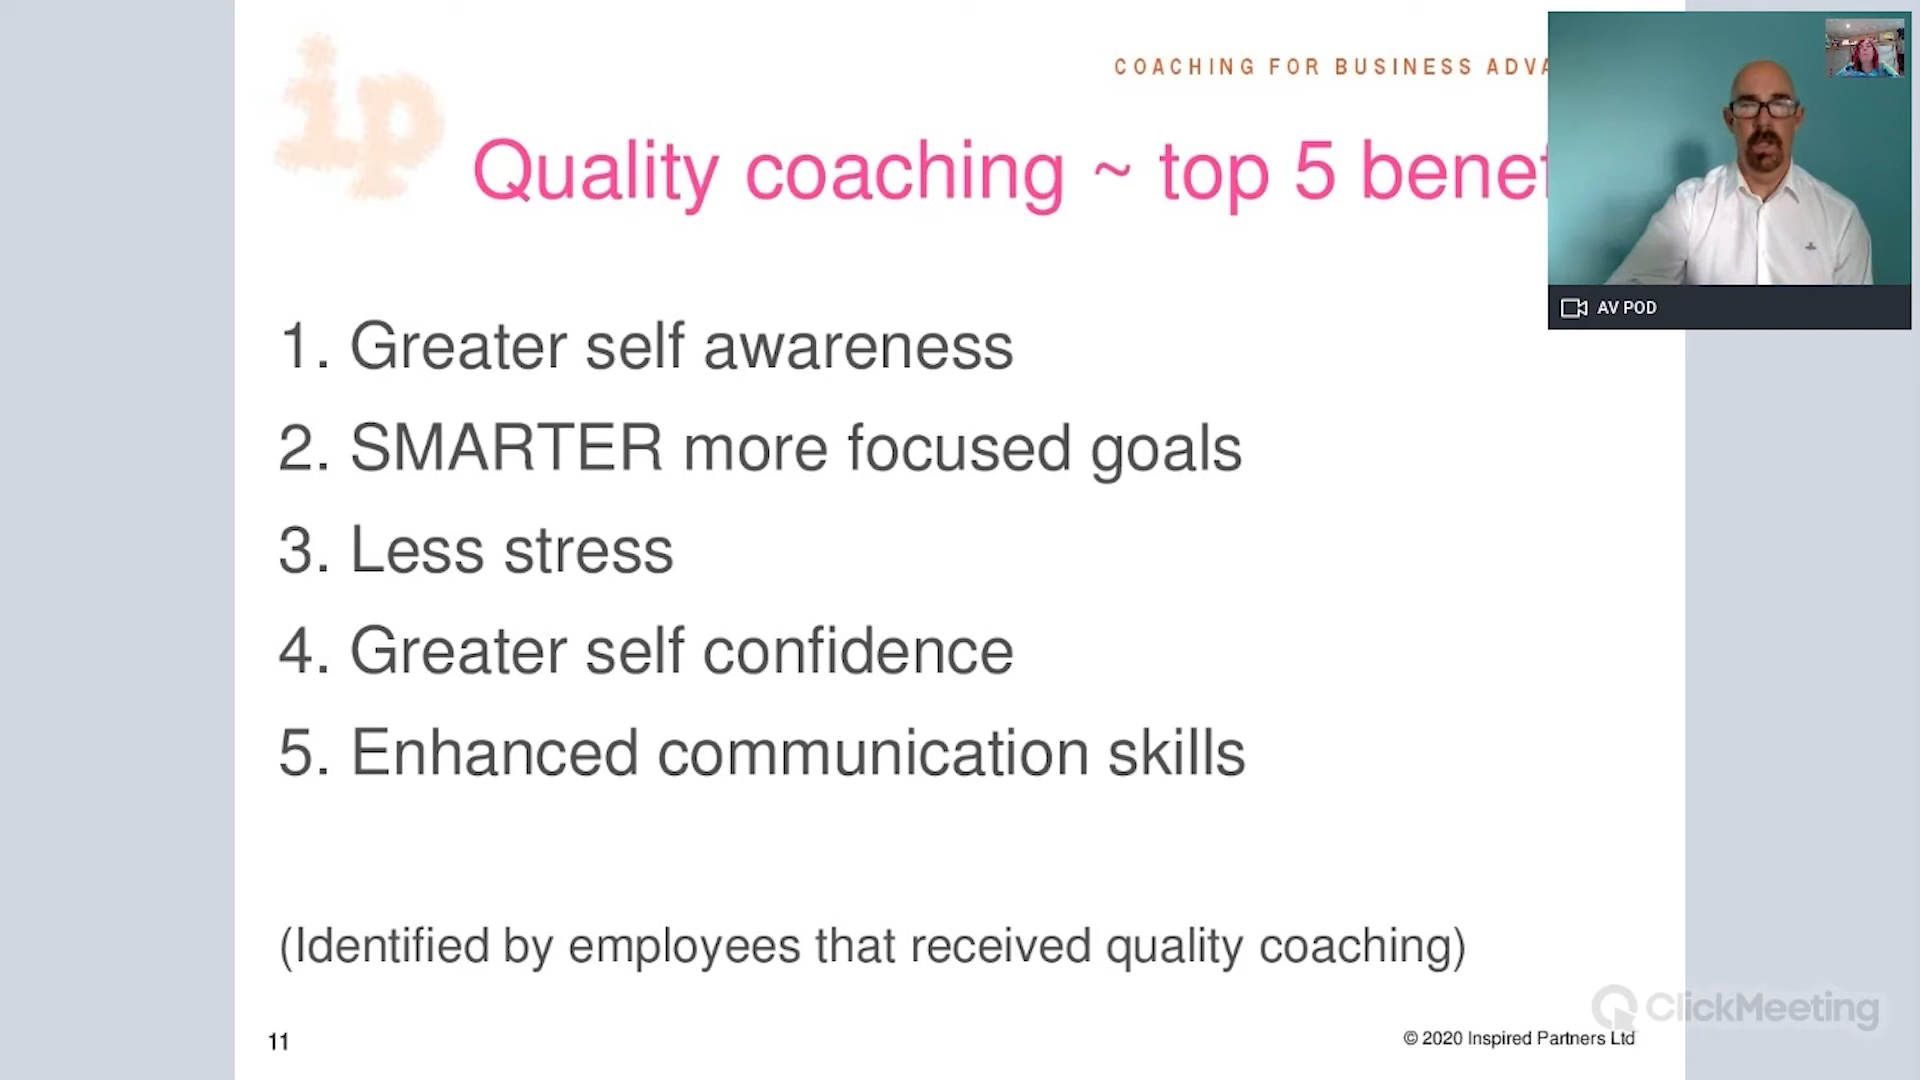 ip
COACHING FOR BUSINESS
Quality coaching ~ top 5
AV POD
1. Greater self awareness
2. SMARTER more focused goals
3. Less stress
4. Greater self confidence
5. Enhanced communication skills
(Identified by employees that received quality coaching)
ClickMeeting
11
© 2020 Inspired Partners Ltd